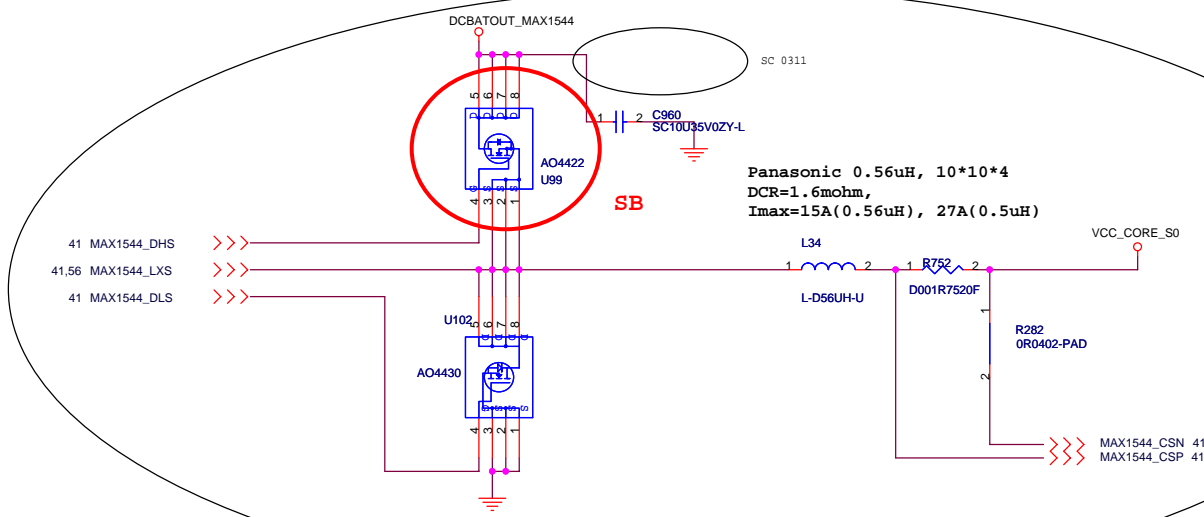 DCBATOUT_MAX1544
SC 0311
5 6 7 8
D D D D
1 2 C960
SC10U35V0ZY-L
AO4422
U99
G S S S
4 3 2 1
SB
Panasonic 0.56uH, 10*10*4
DCR=1.6mohm,
Imax=15A(0.56uH), 27A(0.5uH)
VCC_CORE_S0
41 MAX1544_DHS
41,56 MAX1544_LXS
41 MAX1544_DLS
L34
1 2
L-D56UH-U
1 R752 2
D001R7520F
U102
5 6 7 8
D D D D
AO4430
G S S S
4 3 2 1
1
R282
0R0402-PAD
2
MAX1544_CSN 41
MAX1544_CSP 41